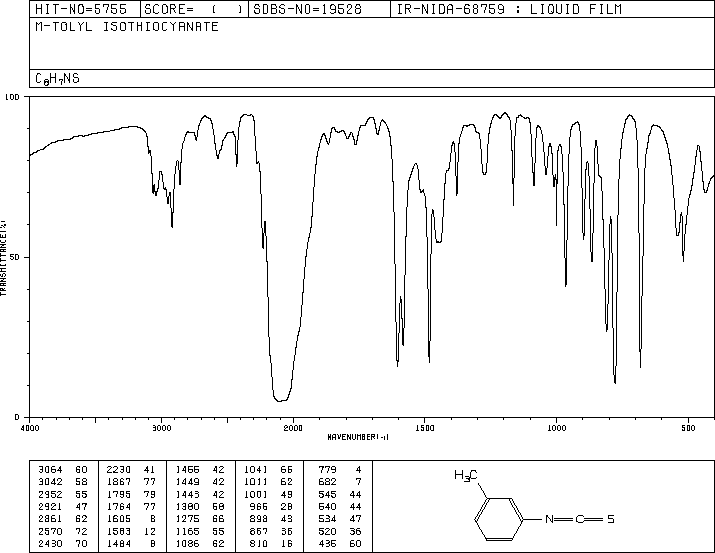 HIT-NO=5755 SCORE= ( ) SDBS-NO=19528 IR-NIDA-68759 : LIQUID FILM
M-TOLYL ISOTHIOCYANATE
C8H7NS
100
TRANSMITTANCE(%)
50
0
4000 3000 2000 1500 1000 500
WAVENUMBER(-1)
3064 60 2230 41 1466 42 1041 66 779 4
3042 58 1867 77 1449 42 1011 62 682 7
2952 55 1795 79 1443 42 1001 49 545 44
2921 47 1764 77 1380 60 966 28 540 44
2861 62 1605 8 1275 66 898 43 534 47
2570 72 1583 12 1165 55 867 36 520 36
2430 70 1484 8 1086 62 810 16 436 60
H3C
N C S